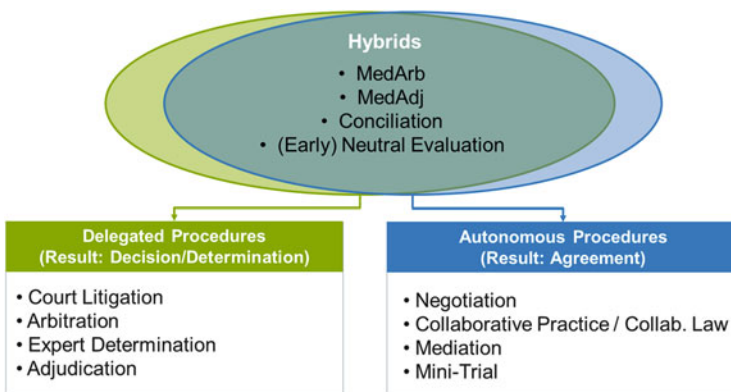 Hybrids
• MedArb
• MedAdj
• Conciliation
• (Early) Neutral Evaluation
Delegated Procedures
(Result: Decision/Determination)
• Court Litigation
• Arbitration
• Expert Determination
• Adjudication
Autonomous Procedures
(Result: Agreement)
• Negotiation
• Collaborative Practice / Collab. Law
• Mediation
• Mini-Trial